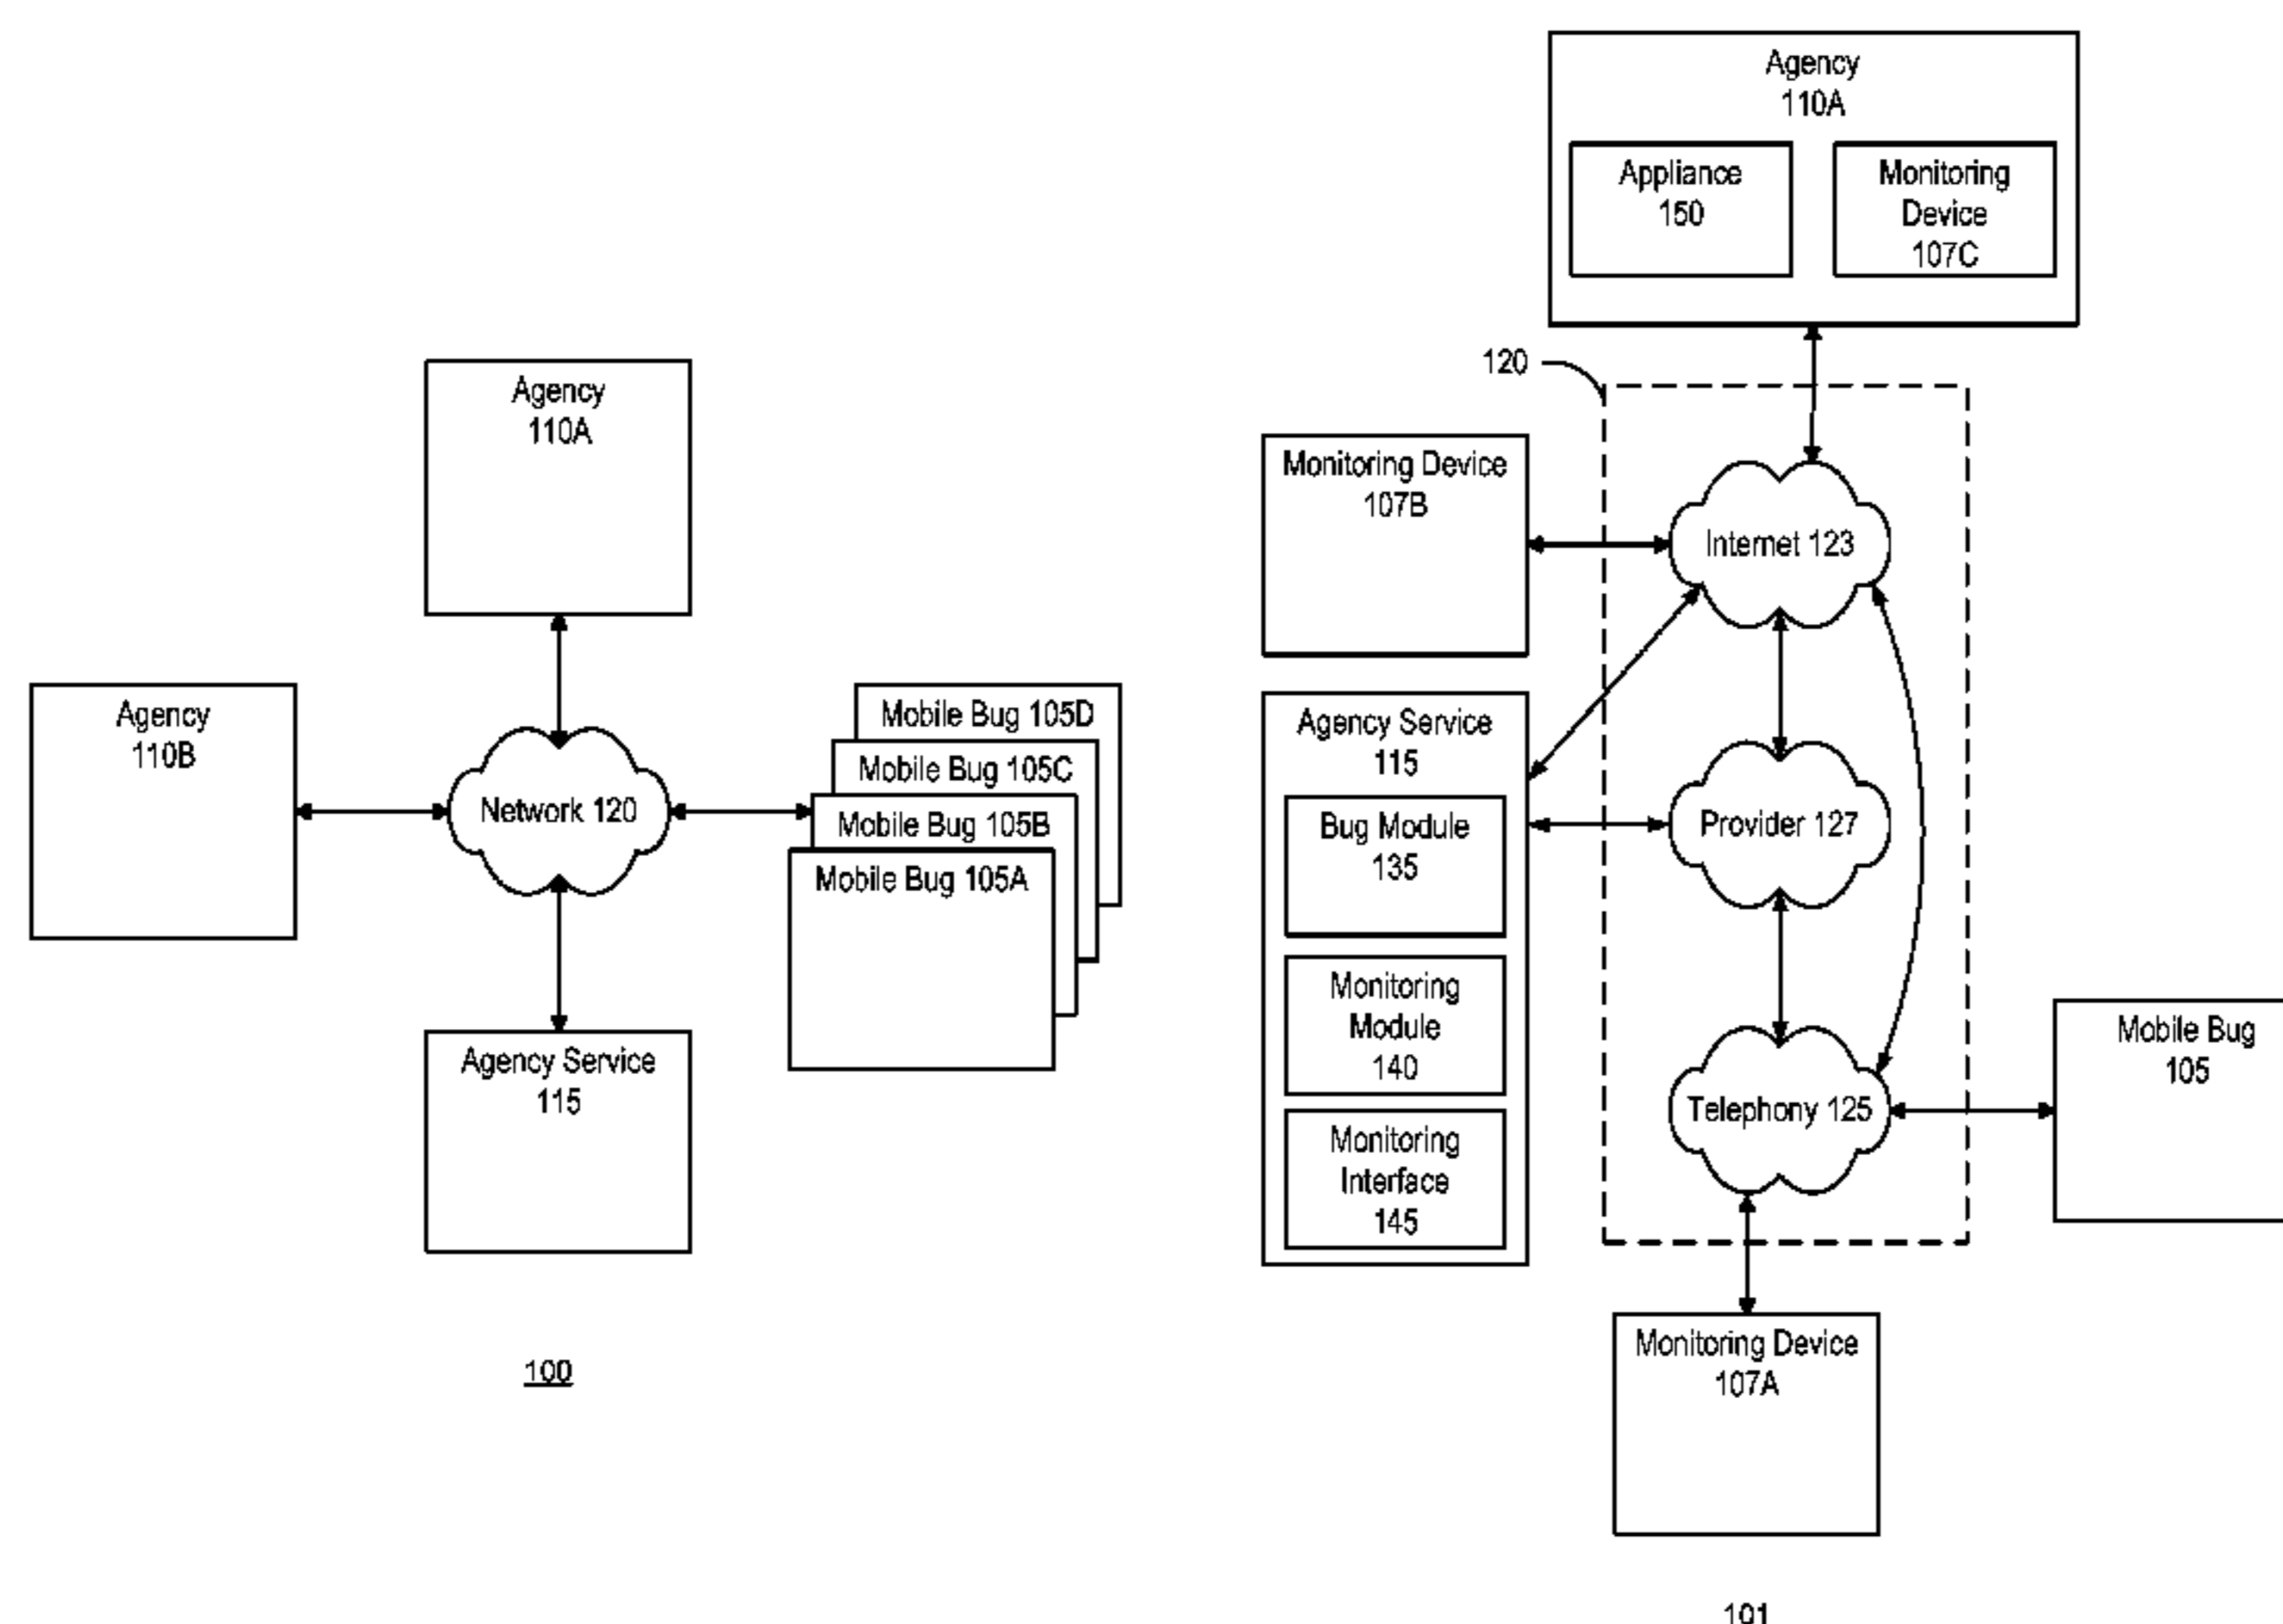 Agency
110A
Agency
110B
Network 120
Mobile Bug 105D
Mobile Bug 105C
Mobile Bug 105B
Mobile Bug 105A
Agency Service
115
100
Agency
110A
Appliance
150
Monitoring
Device
107C
120
Monitoring Device
107B
Internet 123
Agency Service
115
Bug Module
135
Monitoring
Module
140
Monitoring
Interface
145
Provider 127
Telephony 125
Mobile Bug
105
Monitoring Device
107A
101